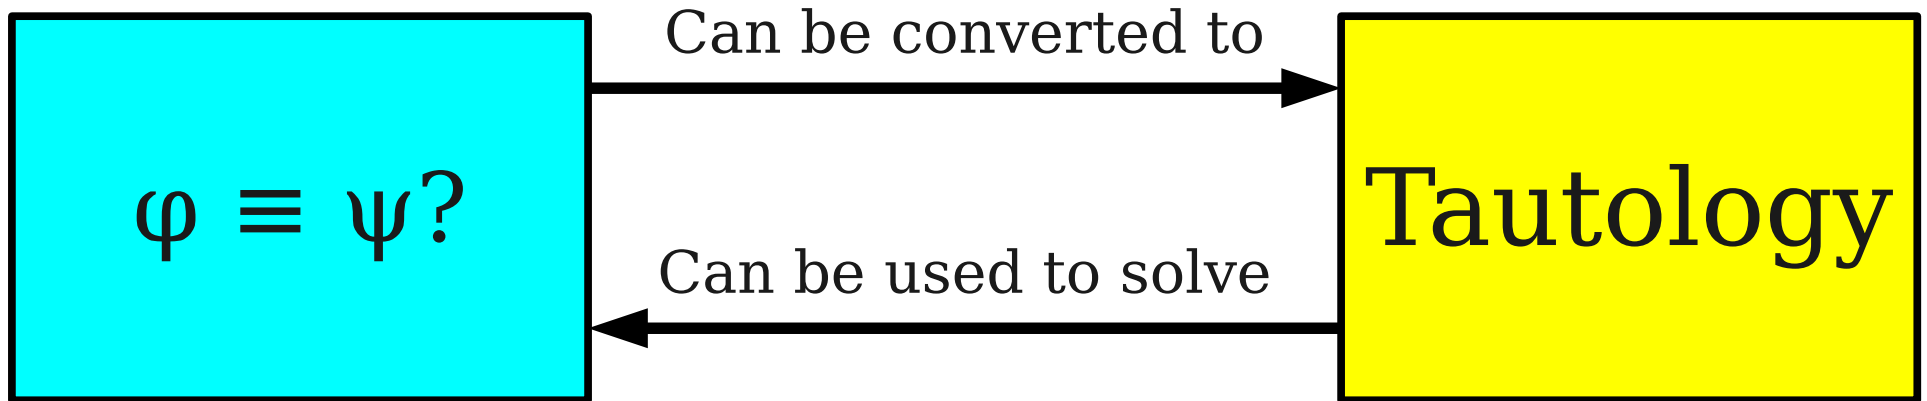 Can be converted to
φ ≡ ψ?
Tautology
Can be used to solve